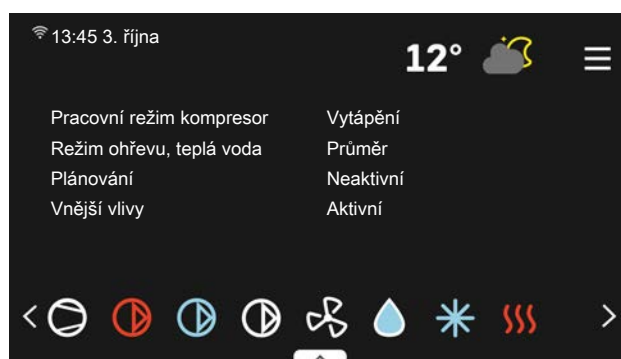 13:45 3. října
12°
Pracovní režim kompresor Vytápění
Režim ohřevu, teplá voda Průměr
Plánování Neaktivní
Vnější vlivy Aktivní